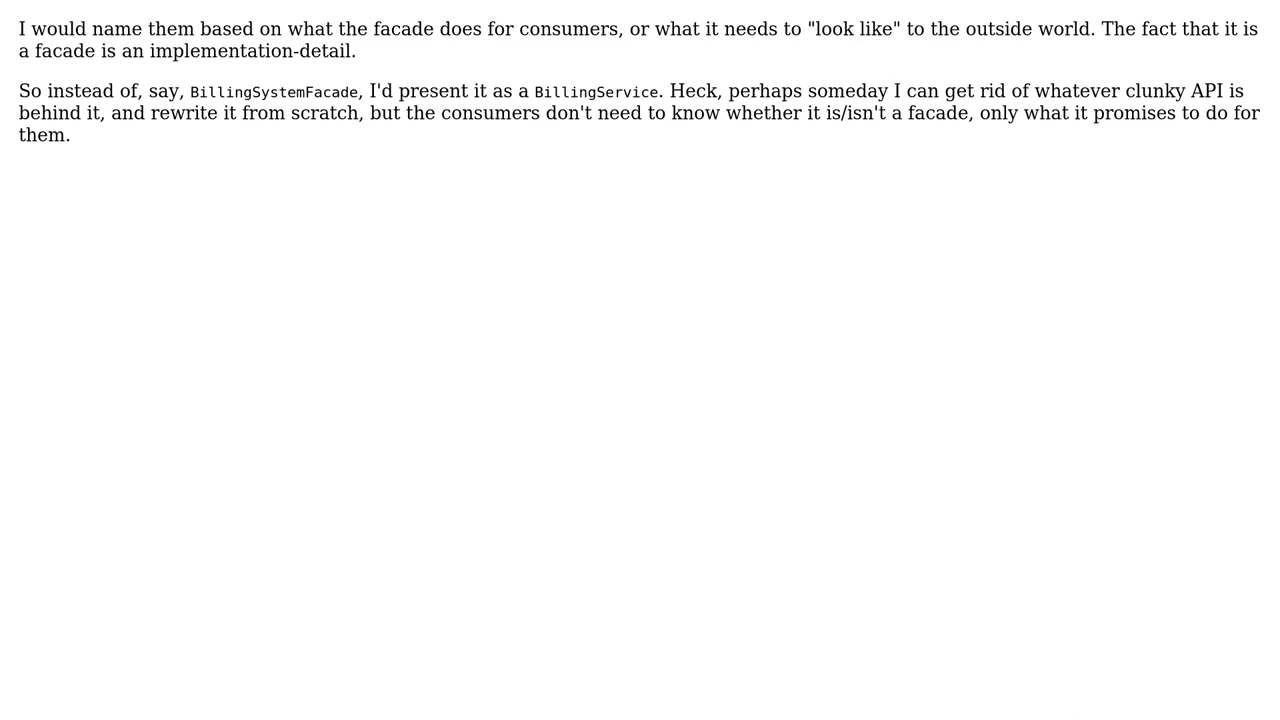 I would name them based on what the facade does for consumers, or what it needs to "look like" to the outside world. The fact that it is
a facade is an implementation-detail.
So instead of, say, BillingSystemFacade, I'd present it as a BillingService. Heck, perhaps someday I can get rid of whatever clunky API is
behind it, and rewrite it from scratch, but the consumers don't need to know whether it is/isn't a facade, only what it promises to do for
them.